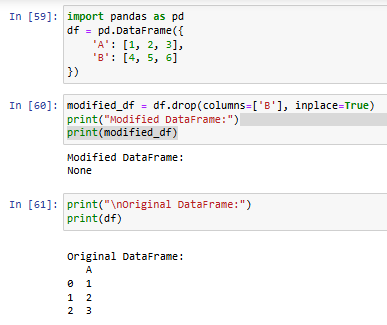 In [59]: import pandas as pd
df = pd.DataFrame({
    'A': [1, 2, 3],
    'B': [4, 5, 6]
})
In [60]: modified_df = df.drop(columns=['B'], inplace=True)
print("Modified DataFrame:")
print(modified_df)
Modified DataFrame:
None
In [61]: print("\nOriginal DataFrame:")
print(df)
Original DataFrame:
   A
0  1
1  2
2  3